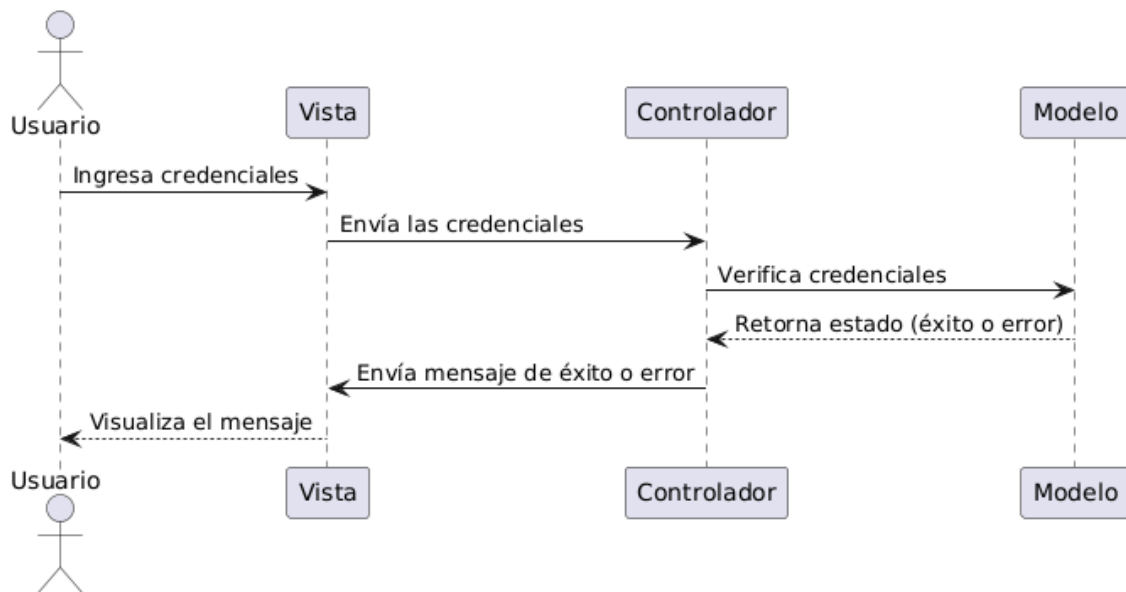 Usuario
Vista
Controlador
Modelo
Ingresa credenciales
Envía las credenciales
Verifica credenciales
Retorna estado (éxito o error)
Envía mensaje de éxito o error
Visualiza el mensaje
Usuario
Vista
Controlador
Modelo